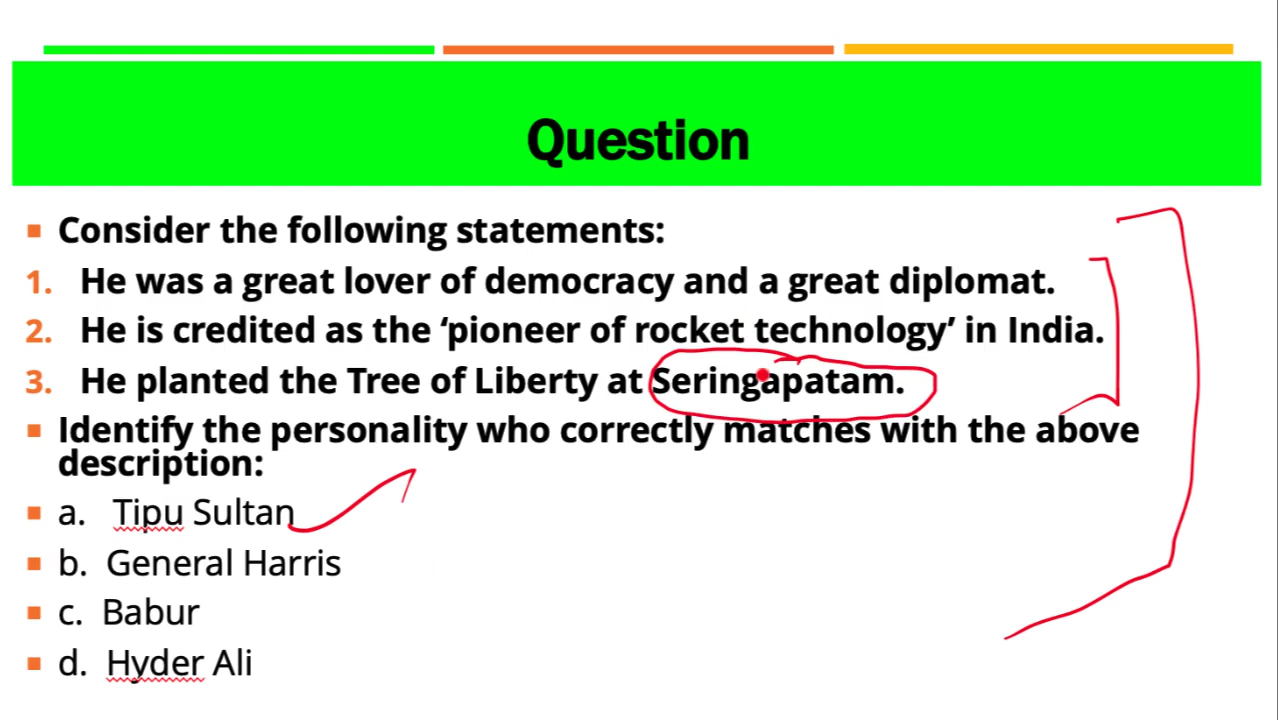 Question
Consider the following statements:
1. He was a great lover of democracy and a great diplomat.
2. He is credited as the ‘pioneer of rocket technology’ in India.
3. He planted the Tree of Liberty at Seringapatam.
Identify the personality who correctly matches with the above
description:
a. Tipu Sultan
b. General Harris
c. Babur
d. Hyder Ali